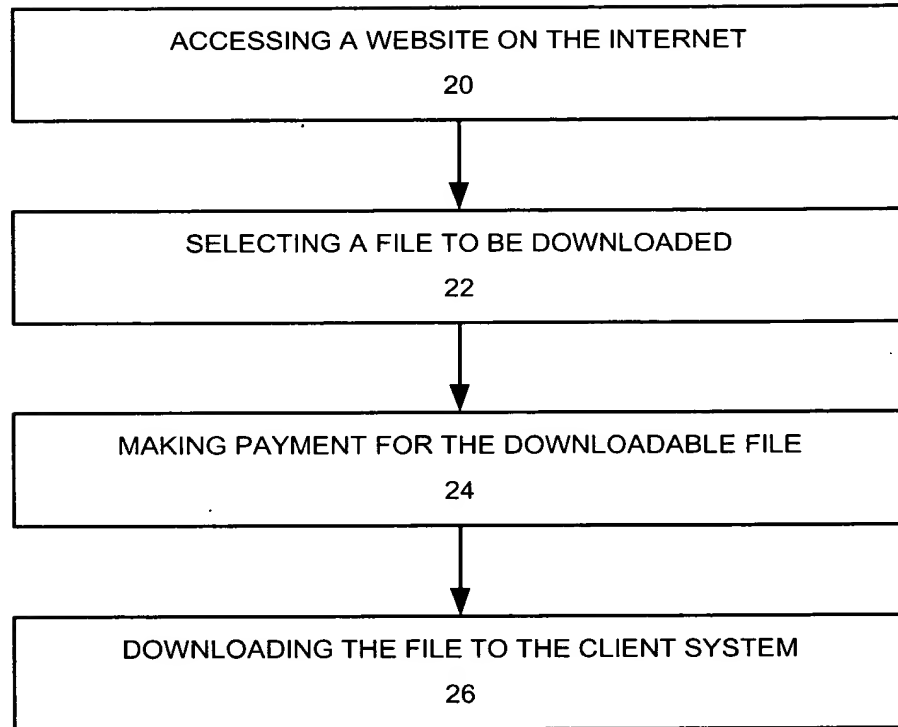 ACCESSING A WEBSITE ON THE INTERNET
20
SELECTING A FILE TO BE DOWNLOADED
22
MAKING PAYMENT FOR THE DOWNLOADABLE FILE
24
DOWNLOADING THE FILE TO THE CLIENT SYSTEM
26